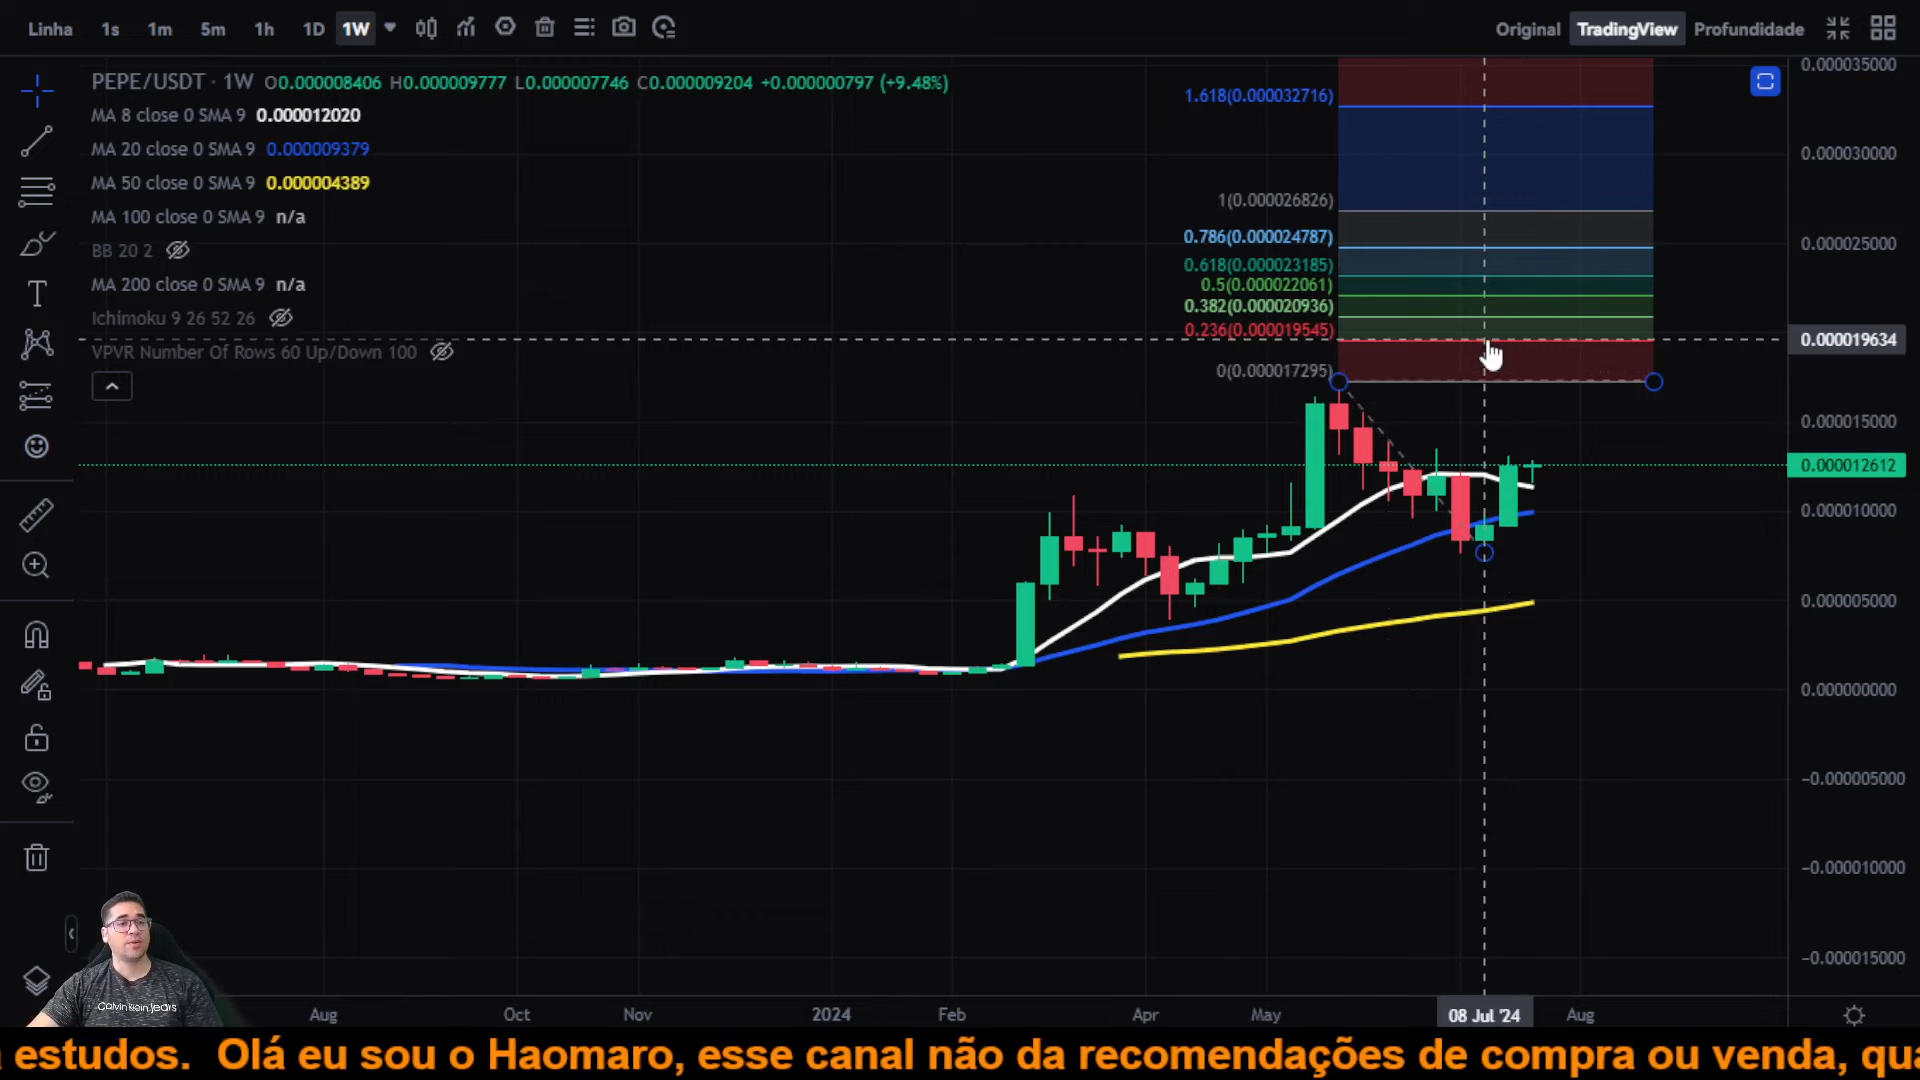 Linha 1s 1m 5m 1h 1D 1W Original TradingView Profundidade
PEPE/USDT · 1W O0.000008406 H0.000009777 L0.000007746 C0.000009204 +0.000000797 (+9.48%)
MA 8 close 0 SMA 9 0.000012020
MA 20 close 0 SMA 9 0.000009379
MA 50 close 0 SMA 9 0.000004389
MA 100 close 0 SMA 9 n/a
BB 20 2
MA 200 close 0 SMA 9 n/a
Ichimoku 9 26 52 26
VPVR Number Of Rows 60 Up/Down 100
1.618(0.000032716)
1(0.000026826)
0.786(0.000024787)
0.618(0.000023185)
0.5(0.000022061)
0.382(0.000020936)
0.236(0.000019545)
0(0.000017295)
0.000035000
0.000030000
0.000025000
0.000019634
0.000015000
0.000012612
0.000010000
0.000005000
0.000000000
−0.000005000
−0.000010000
−0.000015000
Calvin Klein Jeans
Aug Oct Nov 2024 Feb Apr May 08 Jul '24 Aug
estudos. Olá eu sou o Haomaro, esse canal não da recomendações de compra ou venda, qua